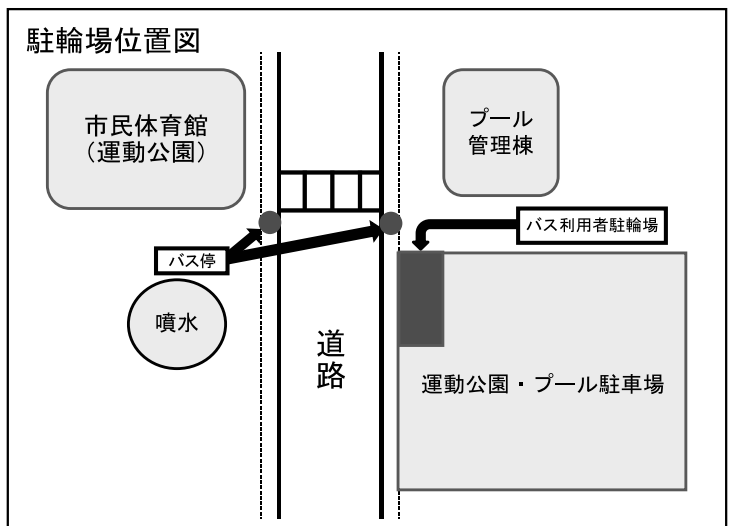 駐輪場位置図
市民体育館
（運動公園）
プール
管理棟
バス利用者駐輪場
バス停
噴水
道路
運動公園・プール駐車場